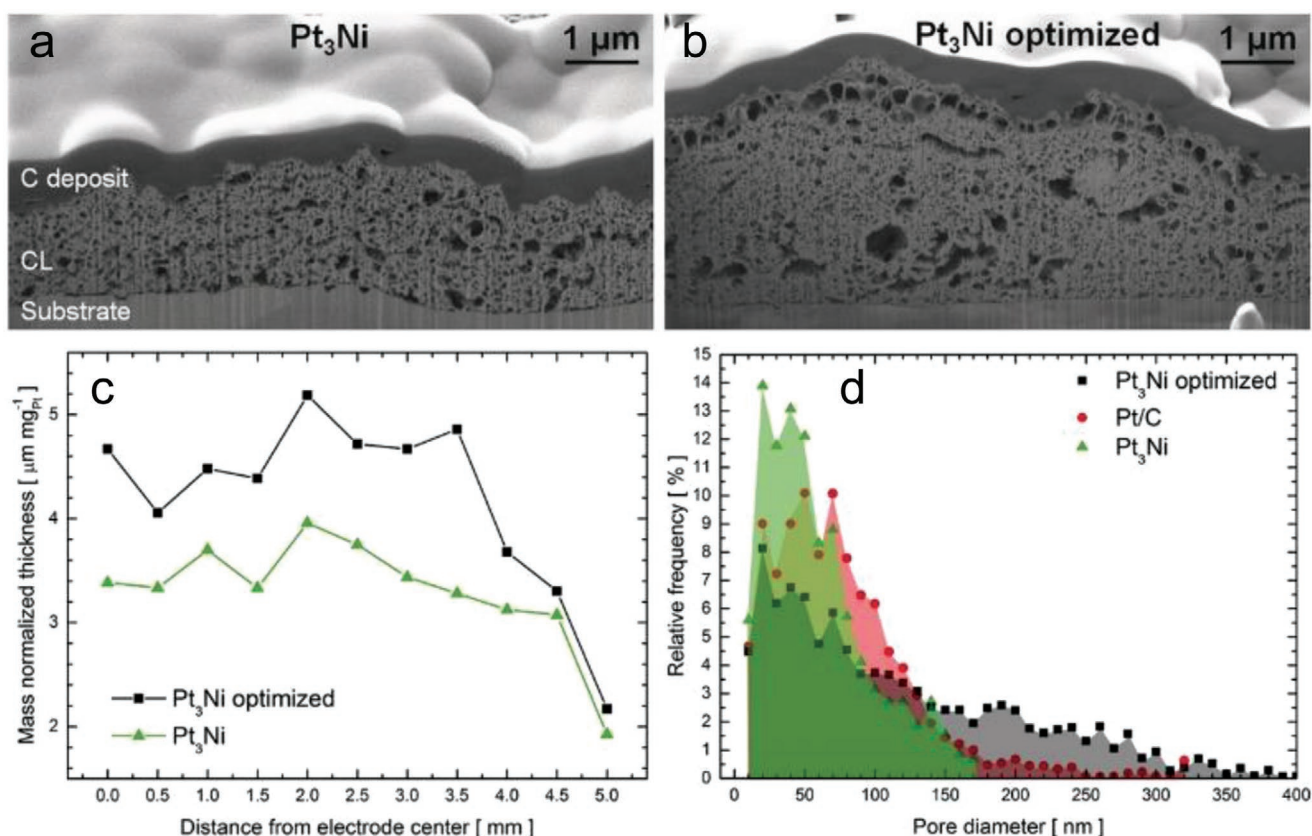 a
Pt₃Ni
1 µm
C deposit
CL
Substrate
b
Pt₃Ni optimized
1 µm
c
Mass normalized thickness [ µm mg⁻¹Pt ]
5
4
3
2
Pt₃Ni optimized
Pt₃Ni
0.0 0.5 1.0 1.5 2.0 2.5 3.0 3.5 4.0 4.5 5.0
Distance from electrode center [ mm ]
d
Relative frequency [ % ]
15
14
13
12
11
10
9
8
7
6
5
4
3
2
1
0
Pt₃Ni optimized
Pt/C
Pt₃Ni
0 50 100 150 200 250 300 350 400
Pore diameter [ nm ]